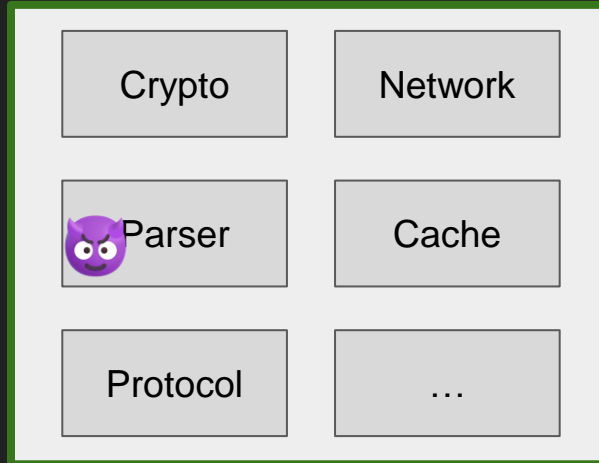 Crypto
Network
Parser
Cache
Protocol
…